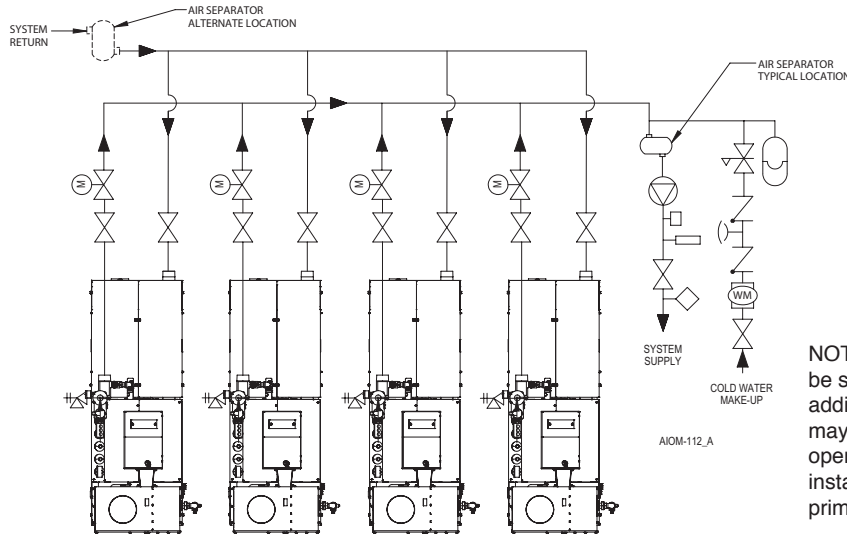 AIR SEPARATOR
ALTERNATE LOCATION
SYSTEM
RETURN
AIR SEPARATOR
TYPICAL LOCATION
M
M
M
M
WM
SYSTEM
SUPPLY
COLD WATER
MAKE-UP
AIOM-112_A
NOT
be s
addi
may
oper
insta
prim